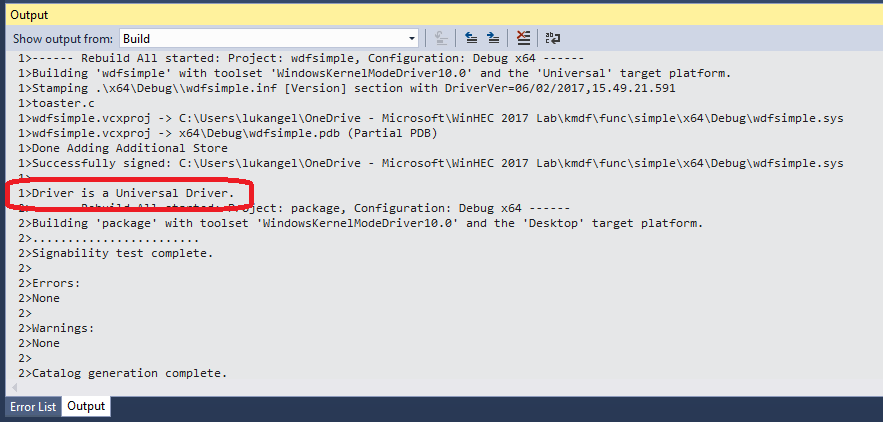 Output
Show output from: Build
1>------ Rebuild All started: Project: wdfsimple, Configuration: Debug x64 ------
1>Building 'wdfsimple' with toolset 'WindowsKernelModeDriver10.0' and the 'Universal' target platform.
1>Stamping .\x64\Debug\\wdfsimple.inf [Version] section with DriverVer=06/02/2017,15.49.21.591
1>toaster.c
1>wdfsimple.vcxproj -> C:\Users\lukangel\OneDrive - Microsoft\WinHEC 2017 Lab\kmdf\func\simple\x64\Debug\wdfsimple.sys
1>wdfsimple.vcxproj -> x64\Debug\wdfsimple.pdb (Partial PDB)
1>Done Adding Additional Store
1>Successfully signed: C:\Users\lukangel\OneDrive - Microsoft\WinHEC 2017 Lab\kmdf\func\simple\x64\Debug\wdfsimple.sys
1>
1>Driver is a Universal Driver.
2>------ Rebuild All started: Project: package, Configuration: Debug x64 ------
2>Building 'package' with toolset 'WindowsKernelModeDriver10.0' and the 'Desktop' target platform.
2>........................
2>Signability test complete.
2>
2>Errors:
2>None
2>
2>Warnings:
2>None
2>
2>Catalog generation complete.
Error List Output